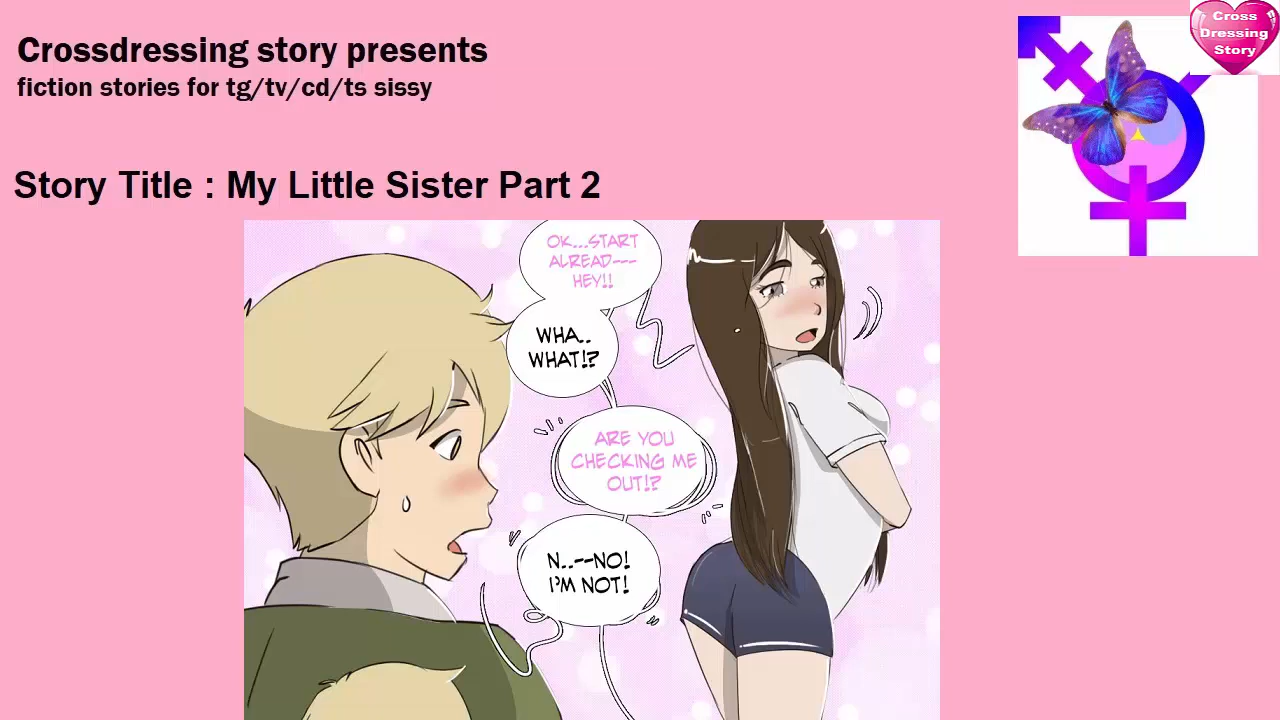 Crossdressing story presents
fiction stories for tg/tv/cd/ts sissy
Cross
Dressing
Story
Story Title : My Little Sister Part 2
OK...START
ALREAD---
HEY!!
WHA..
WHAT!?
ARE YOU
CHECKING ME
OUT!?
N..--NO!
I'M NOT!